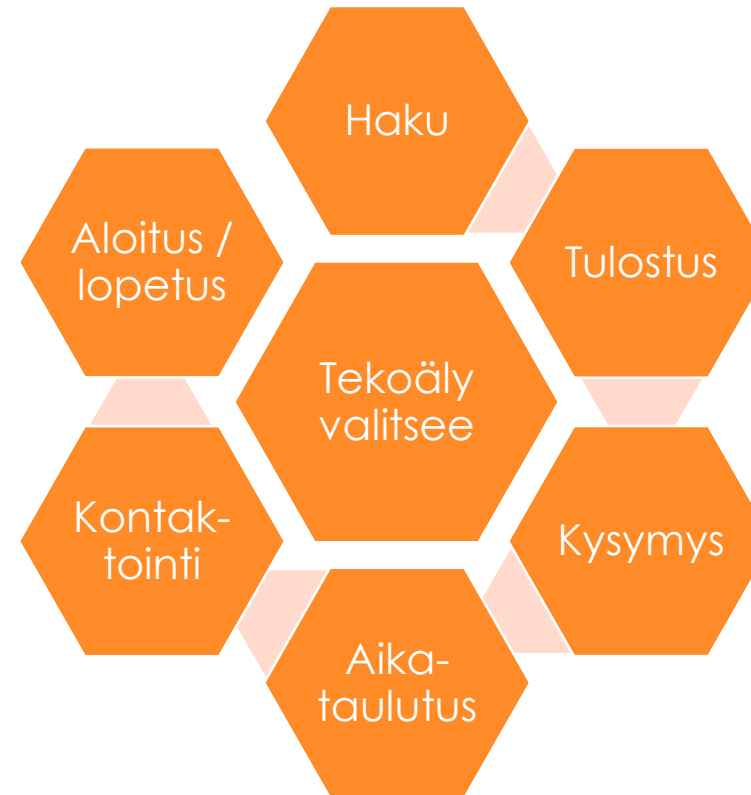 Haku
Tulostus
Kysymys
Aika-
taulutus
Kontak-
tointi
Aloitus /
lopetus
Tekoäly
valitsee